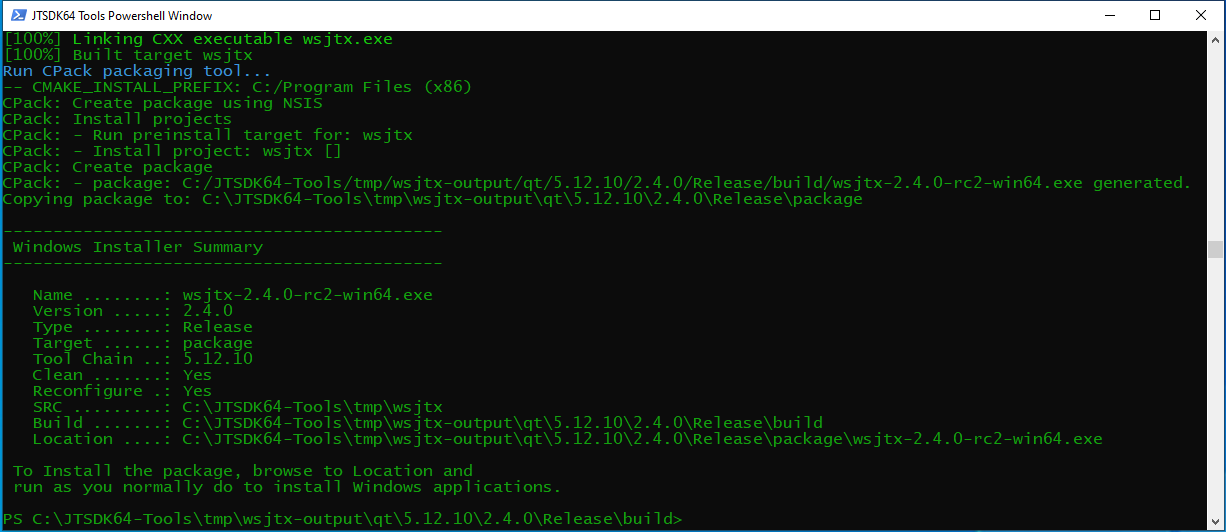 JTSDK64 Tools Powershell Window
[100%] Linking CXX executable wsjtx.exe
[100%] Built target wsjtx
Run CPack packaging tool...
-- CMAKE_INSTALL_PREFIX: C:/Program Files (x86)
CPack: Create package using NSIS
CPack: Install projects
CPack: - Run preinstall target for: wsjtx
CPack: - Install project: wsjtx []
CPack: Create package
CPack: - package: C:/JTSDK64-Tools/tmp/wsjtx-output/qt/5.12.10/2.4.0/Release/build/wsjtx-2.4.0-rc2-win64.exe generated.
Copying package to: C:\JTSDK64-Tools\tmp\wsjtx-output\qt\5.12.10\2.4.0\Release\package
--------------------------------------------
Windows Installer Summary
--------------------------------------------
Name ........: wsjtx-2.4.0-rc2-win64.exe
Version .....: 2.4.0
Type ........: Release
Target ......: package
Tool Chain ..: 5.12.10
Clean .......: Yes
Reconfigure .: Yes
SRC .........: C:\JTSDK64-Tools\tmp\wsjtx
Build .......: C:\JTSDK64-Tools\tmp\wsjtx-output\qt\5.12.10\2.4.0\Release\build
Location ....: C:\JTSDK64-Tools\tmp\wsjtx-output\qt\5.12.10\2.4.0\Release\package\wsjtx-2.4.0-rc2-win64.exe
To Install the package, browse to Location and
run as you normally do to install Windows applications.
PS C:\JTSDK64-Tools\tmp\wsjtx-output\qt\5.12.10\2.4.0\Release\build>